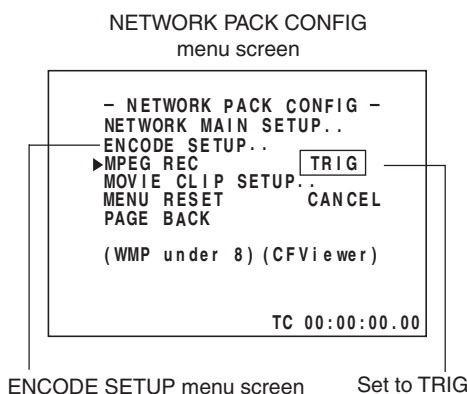 NETWORK PACK CONFIG
menu screen
– NETWORK PACK CONFIG –
NETWORK MAIN SETUP..
ENCODE SETUP..
▶MPEG REC TRIG
MOVIE CLIP SETUP..
MENU RESET CANCEL
PAGE BACK
(WMP under 8)(CFViewer)
TC 00:00:00.00
ENCODE SETUP menu screen
Set to TRIG